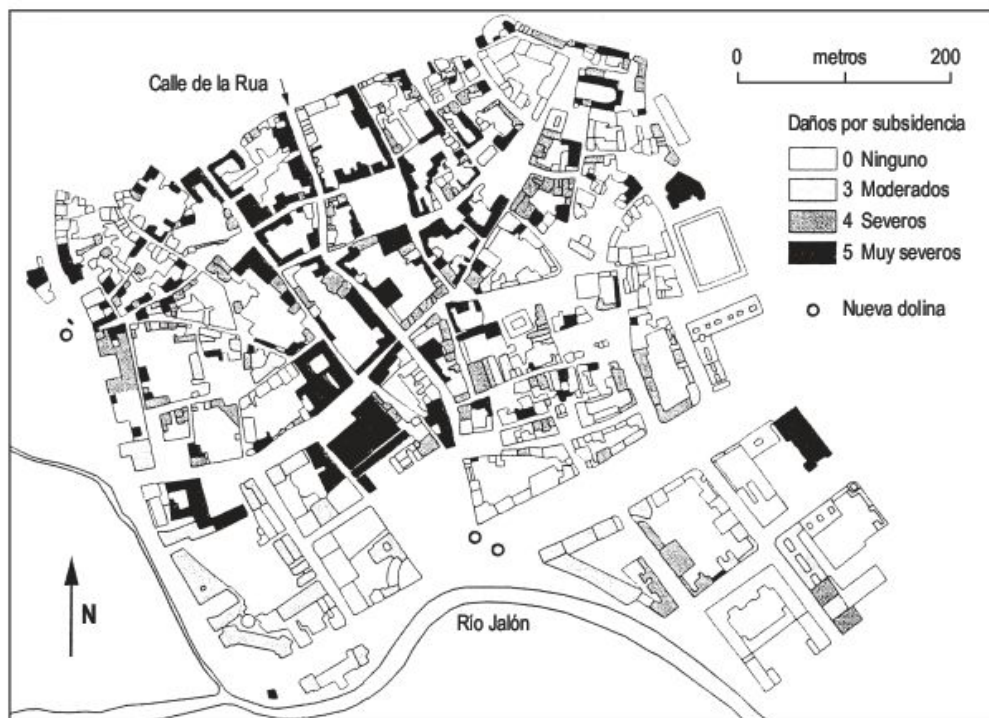 Calle de la Rua
0 metros 200
Daños por subsidencia
0 Ninguno
3 Moderados
4 Severos
5 Muy severos
Nueva dolina
N
Río Jalón